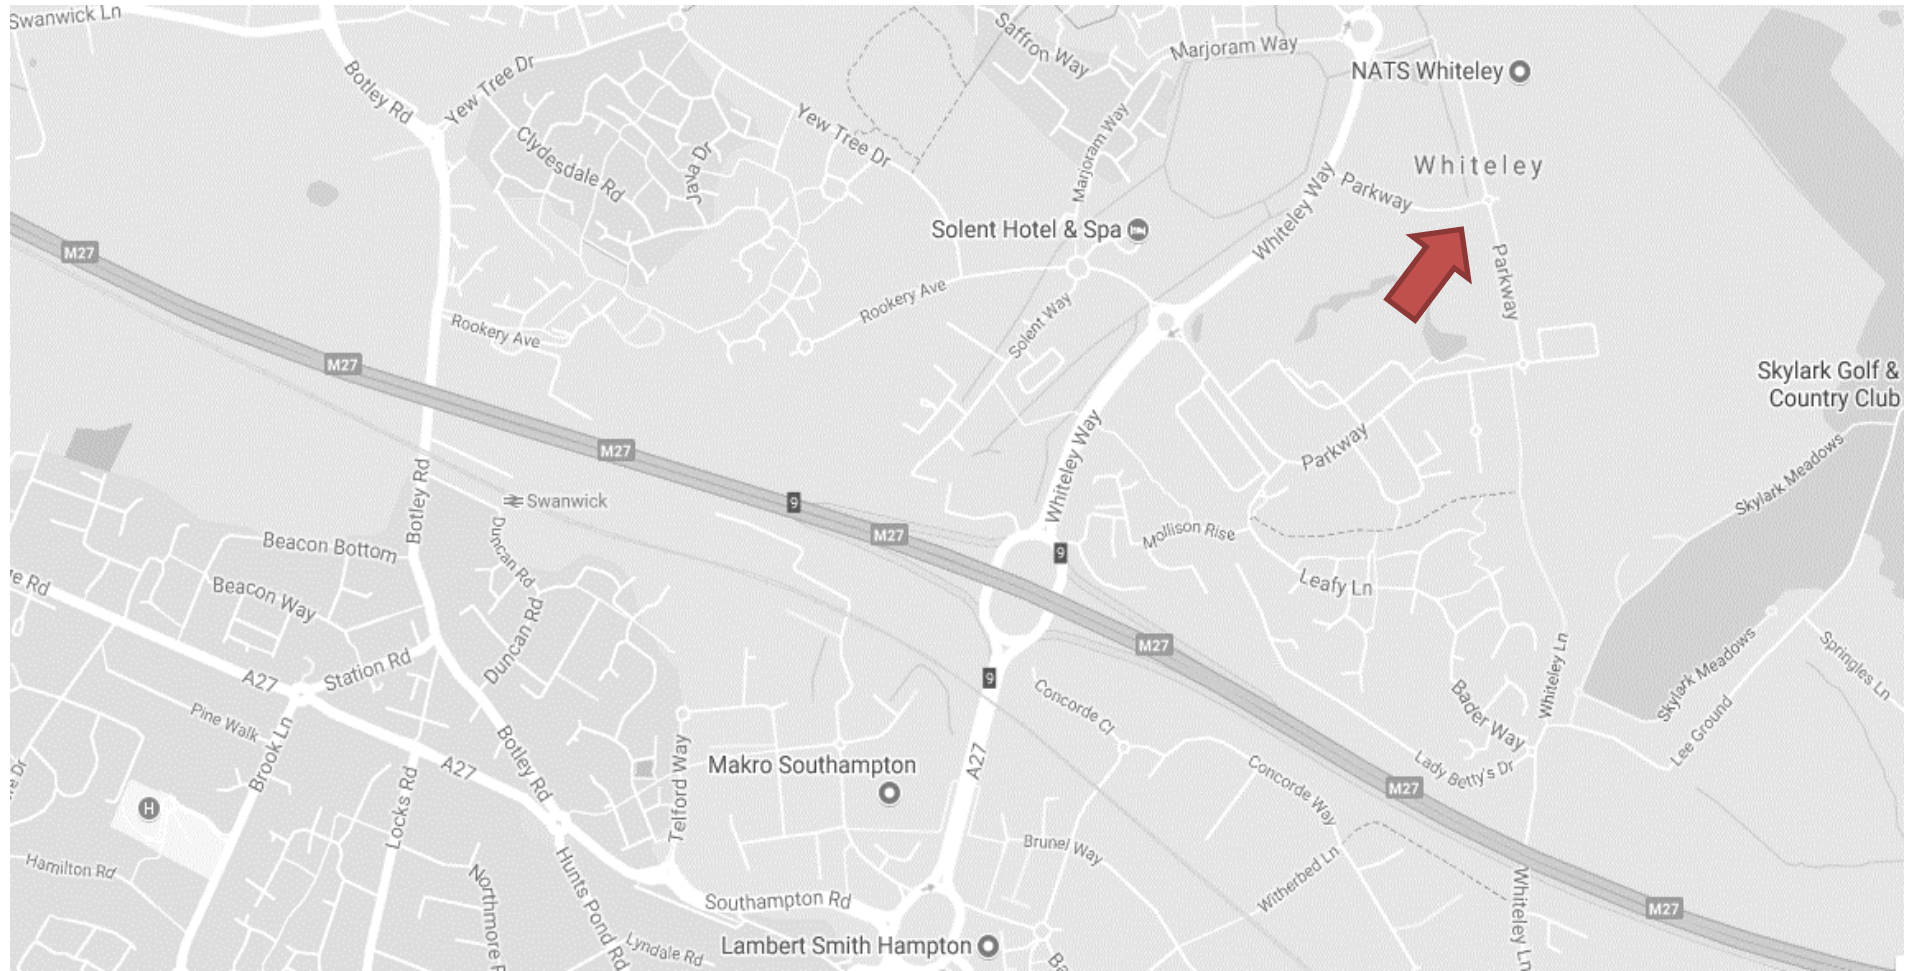 Swanwick Ln
Botley Rd
Yew Tree Dr
Saffron Way
Marjoram Way
NATS Whiteley
Clydesdale Rd
Java Dr
Yew Tree Dr
Marjoram Way
Whiteley
Parkway
Solent Hotel & Spa
Whiteley Way
Parkway
M27
Rookery Ave
Rookery Ave
Solent Way
M27
Skylark Golf &
Country Club
M27
Whiteley Way
Parkway
Skylark Meadows
Botley Rd
Swanwick
9
M27
Mollison Rise
9
Beacon Bottom
Duncan Rd
Beacon Way
Leafy Ln
Duncan Rd
M27
Whiteley Ln
Station Rd
A27
9
Concorde Cl
Bader Way
Skylark Meadows
Springles Ln
Lee Ground
Pine Walk
Brook Ln
A27
Botley Rd
Telford Way
Makro Southampton
A27
Lady Betty's Dr
Concorde Way
M27
H
Locks Rd
Brunel Way
Hamilton Rd
Hunts Pond Rd
Southampton Rd
Witherbed Ln
Whiteley Ln
M27
Lyndale Rd
Lambert Smith Hampton